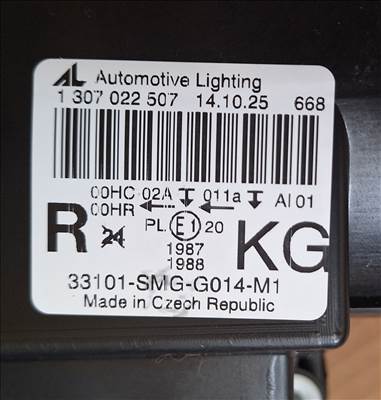 AL Automotive Lighting
1 307 022 507 14.10.25 668
00HC 02A 011a AI 01
00HR
R 24 PL E1 20 KG
1987
1988
33101-SMG-G014-M1
Made in Czech Republic